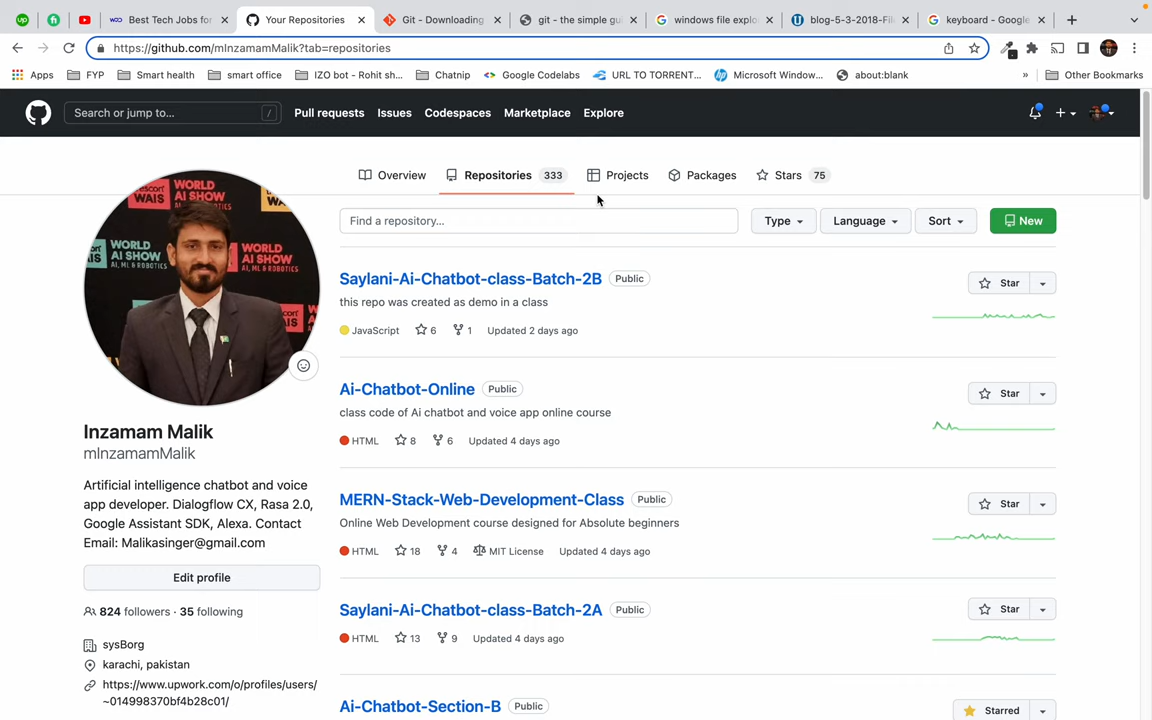 Best Tech Jobs for
Your Repositories
Git - Downloading
git - the simple gui
windows file explo
blog-5-3-2018-Fil
keyboard - Google
https://github.com/mInzamamMalik?tab=repositories
Apps
FYP
Smart health
smart office
IZO bot - Rohit sh...
Chatnip
Google Codelabs
URL TO TORRENT...
Microsoft Window...
about:blank
»
Other Bookmarks
Search or jump to...
/
Pull requests
Issues
Codespaces
Marketplace
Explore
Overview
Repositories 333
Projects
Packages
Stars 75
Find a repository...
Type
Language
Sort
New
WORLD
AI SHOW
AI, ML & ROBOTICS
Saylani-Ai-Chatbot-class-Batch-2B Public
Star
this repo was created as demo in a class
JavaScript 6 1 Updated 2 days ago
Ai-Chatbot-Online Public
Star
class code of Ai chatbot and voice app online course
HTML 8 6 Updated 4 days ago
MERN-Stack-Web-Development-Class Public
Star
Online Web Development course designed for Absolute beginners
HTML 18 4 MIT License Updated 4 days ago
Saylani-Ai-Chatbot-class-Batch-2A Public
Star
HTML 13 9 Updated 4 days ago
Ai-Chatbot-Section-B Public
Starred
Inzamam Malik
mInzamamMalik
Artificial intelligence chatbot and voice
app developer. Dialogflow CX, Rasa 2.0,
Google Assistant SDK, Alexa. Contact
Email: Malikasinger@gmail.com
Edit profile
824 followers · 35 following
sysBorg
karachi, pakistan
https://www.upwork.com/o/profiles/users/
~014998370bf4b28c01/